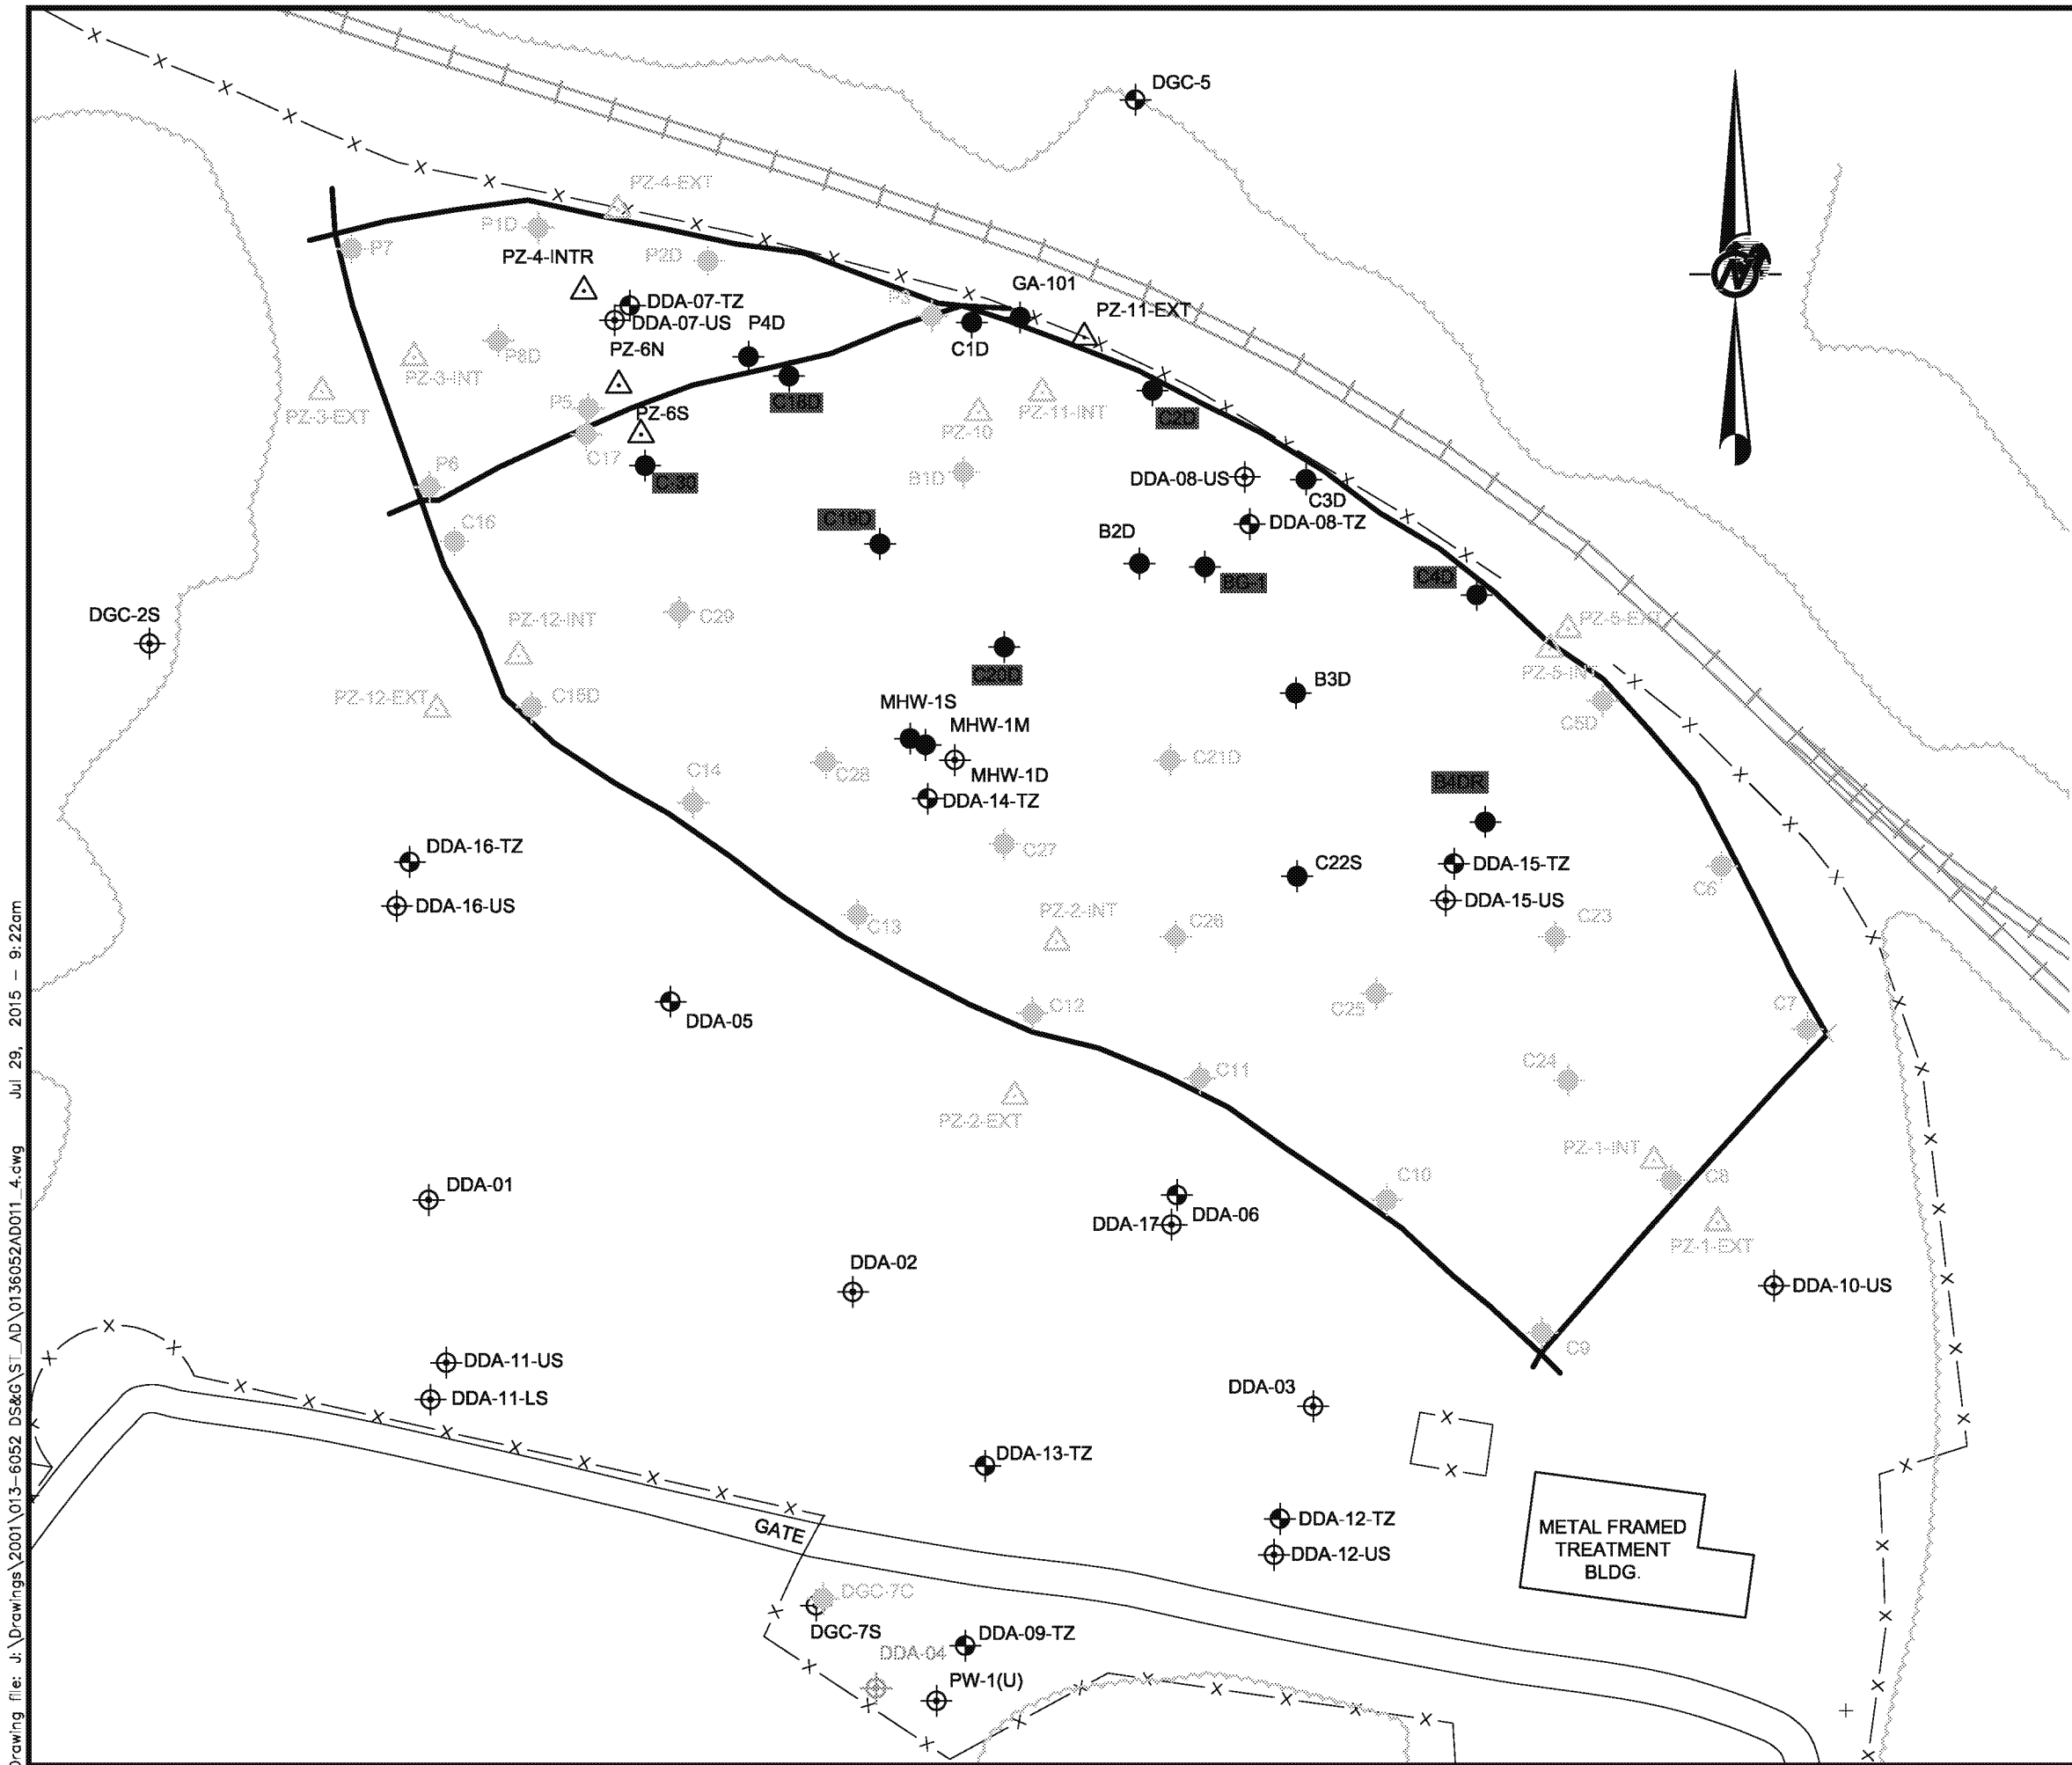 DGC-5
PZ-4-EXT
P1D
P7
P2D
PZ-4-INTR
DDA-07-TZ
DDA-07-US
GA-101
PZ-11-EXT
P3
P4D
C1D
PZ-6N
P8D
PZ-3-INT
PZ-3-EXT
C18D
C2D
PZ-11-INT
PZ-10
P5
PZ-6S
C17
P6
C-30
B1D
DDA-08-US
C3D
DDA-08-TZ
C16
C19D
B2D
BG-1
C4D
DGC-2S
C29
PZ-12-INT
PZ-5-EXT
PZ-5-INT
C20D
B3D
PZ-12-EXT
C15D
C5D
MHW-1S
MHW-1M
MHW-1D
C14
C28
C21D
B4DR
DDA-14-TZ
DDA-16-TZ
C27
DDA-15-TZ
C22S
C6
DDA-16-US
DDA-15-US
PZ-2-INT
C13
C26
C23
DDA-05
C12
C25
C7
C11
C24
PZ-2-EXT
PZ-1-INT
C8
C10
DDA-01
DDA-06
DDA-17
PZ-1-EXT
DDA-02
DDA-10-US
C9
DDA-11-US
DDA-11-LS
DDA-03
DDA-13-TZ
GATE
DDA-12-TZ
DDA-12-US
METAL FRAMED
TREATMENT
BLDG.
DGC-7C
DGC-7S
DDA-09-TZ
DDA-04
PW-1(U)
Drawing file: J:\Drawings\2001\013-6052 DS&G\ST_AD\0136052AD011_4.dwg Jul 29, 2015 - 9:22am